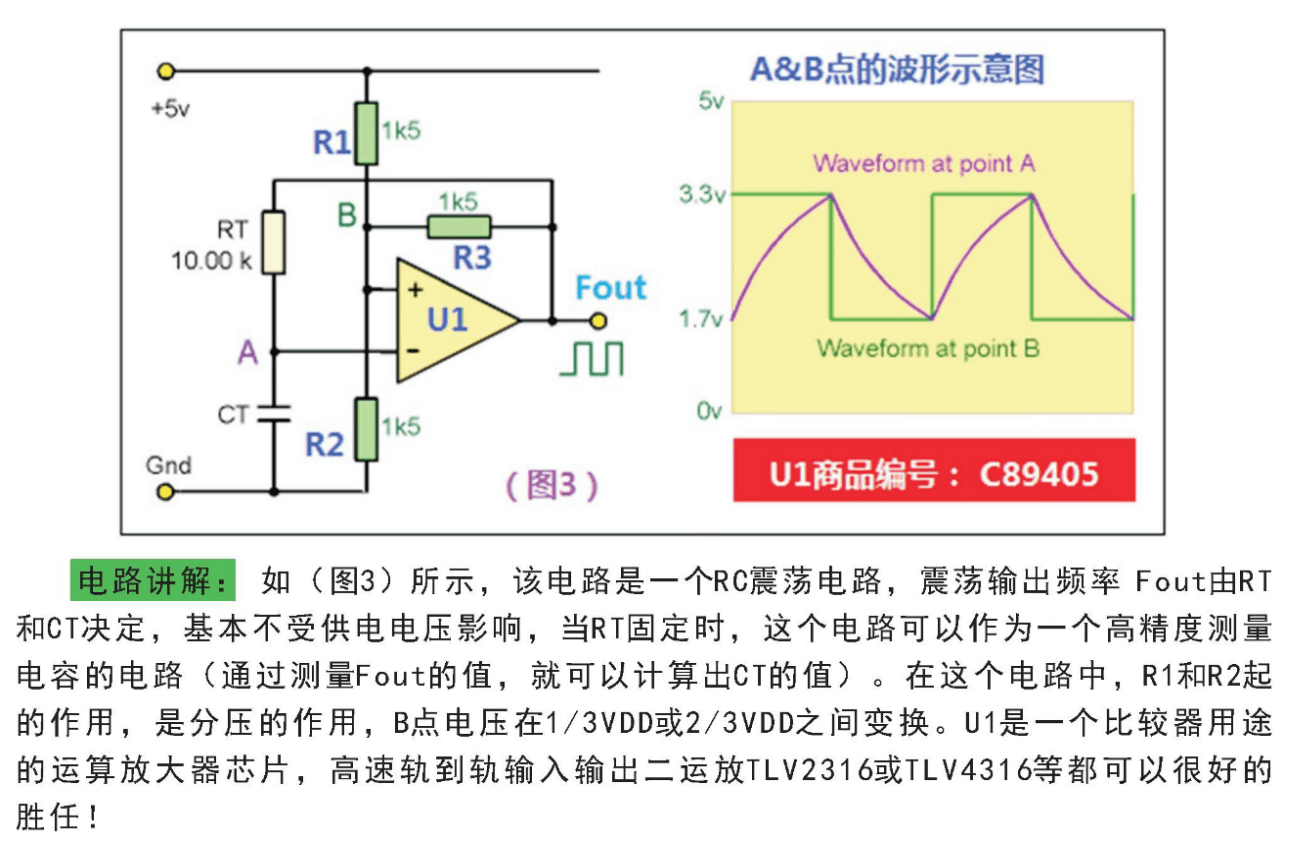 A&B点的波形示意图
+5v
R1
1k5
5v
Waveform at point A
3.3v
B
1k5
RT
10.00 k
R3
Fout
+
U1
1.7v
A
-
Waveform at point B
CT
R2
1k5
0v
Gnd
(图3)
U1商品编号： C89405
电路讲解： 如（图3）所示，该电路是一个RC震荡电路，震荡输出频率 Fout由RT
和CT决定，基本不受供电电压影响，当RT固定时，这个电路可以作为一个高精度测量
电容的电路（通过测量Fout的值，就可以计算出CT的值）。在这个电路中，R1和R2起
的作用，是分压的作用，B点电压在1/3VDD或2/3VDD之间变换。U1是一个比较器用途
的运算放大器芯片，高速轨到轨输入输出二运放TLV2316或TLV4316等都可以很好的
胜任！